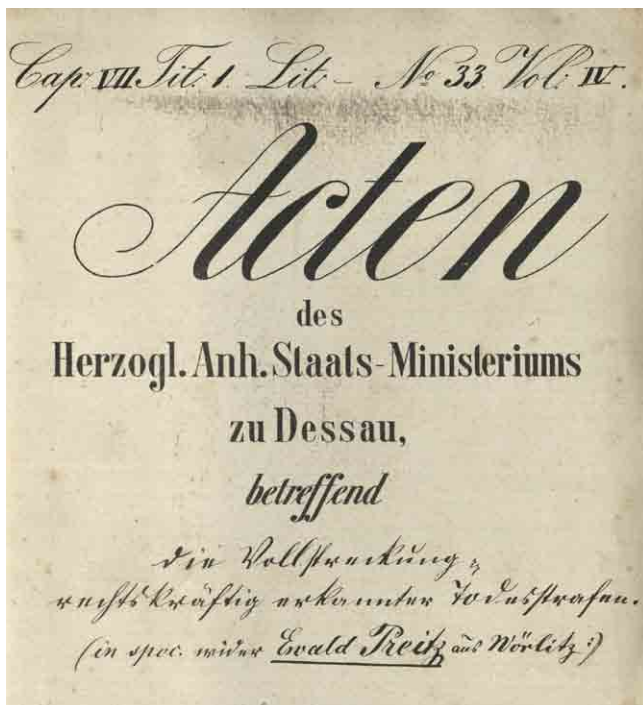 Cap: VII. Tit: 1. Lit: – No 33. Vol: IV.
Acten
des
Herzogl. Anh. Staats-Ministeriums
zu Dessau,
betreffend
die Vollstreckung
rechtskräftig erkannter Todesstrafen.
(in spec. wider Ewald Preitz aus Wörlitz:)